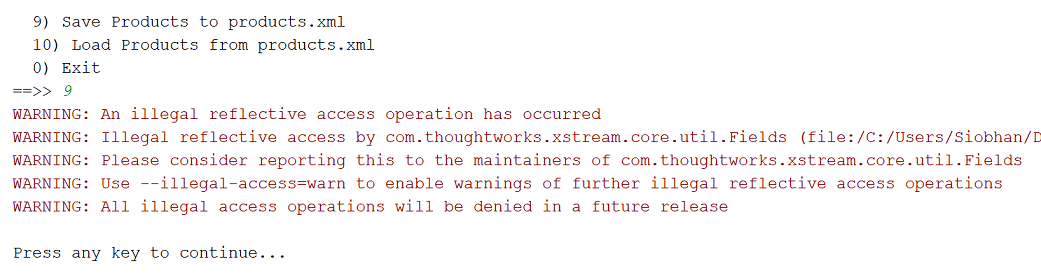 9) Save Products to products.xml
10) Load Products from products.xml
0) Exit
==>> 9
WARNING: An illegal reflective access operation has occurred
WARNING: Illegal reflective access by com.thoughtworks.xstream.core.util.Fields (file:/C:/Users/Siobhan/D
WARNING: Please consider reporting this to the maintainers of com.thoughtworks.xstream.core.util.Fields
WARNING: Use --illegal-access=warn to enable warnings of further illegal reflective access operations
WARNING: All illegal access operations will be denied in a future release
Press any key to continue...